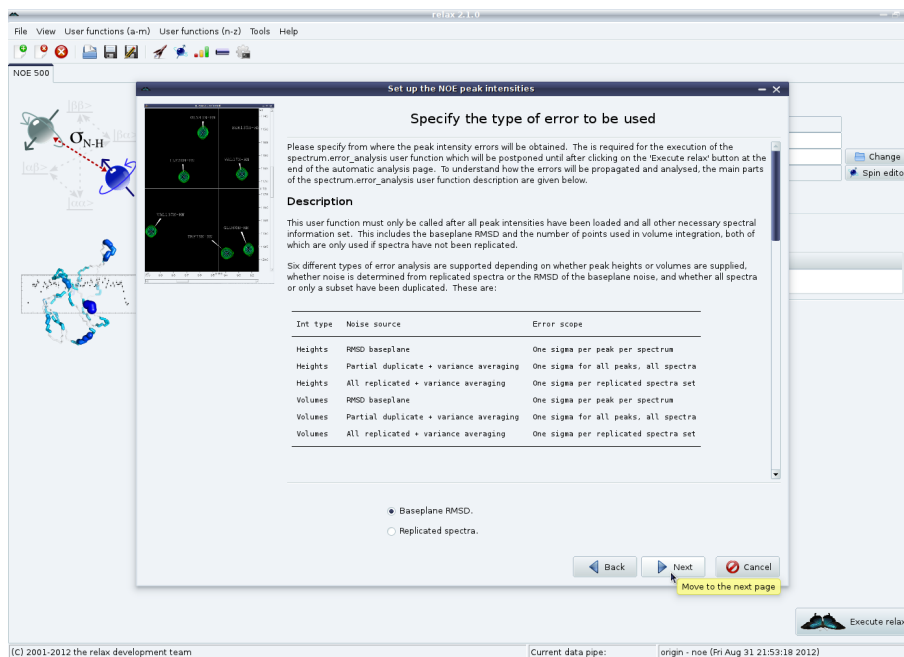 relax 2.1.0
File View User functions (a-m) User functions (n-z) Tools Help
NOE 500
Set up the NOE peak intensities
Specify the type of error to be used
Please specify from where the peak intensity errors will be obtained. The is required for the execution of the
spectrum.error_analysis user function which will be postponed until after clicking on the 'Execute relax' button at the
end of the automatic analysis page. To understand how the errors will be propagated and analysed, the main parts
of the spectrum.error_analysis user function description are given below.
Description
This user function must only be called after all peak intensities have been loaded and all other necessary spectral
information set. This includes the baseplane RMSD and the number of points used in volume integration, both of
which are only used if spectra have not been replicated.
Six different types of error analysis are supported depending on whether peak heights or volumes are supplied,
whether noise is determined from replicated spectra or the RMSD of the baseplane noise, and whether all spectra
or only a subset have been duplicated. These are:
Int type Noise source Error scope
Heights RMSD baseplane One sigma per peak per spectrum
Heights Partial duplicate + variance averaging One sigma for all peaks, all spectra
Heights All replicated + variance averaging One sigma per replicated spectra set
Volumes RMSD baseplane One sigma per peak per spectrum
Volumes Partial duplicate + variance averaging One sigma for all peaks, all spectra
Volumes All replicated + variance averaging One sigma per replicated spectra set
Baseplane RMSD.
Replicated spectra.
Back Next Cancel
Move to the next page
|ββ>
|βα>
σN-H
|αβ>
|αα>
Change
Spin edito
Execute relax
(C) 2001-2012 the relax development team Current data pipe: origin - noe (Fri Aug 31 21:53:18 2012)